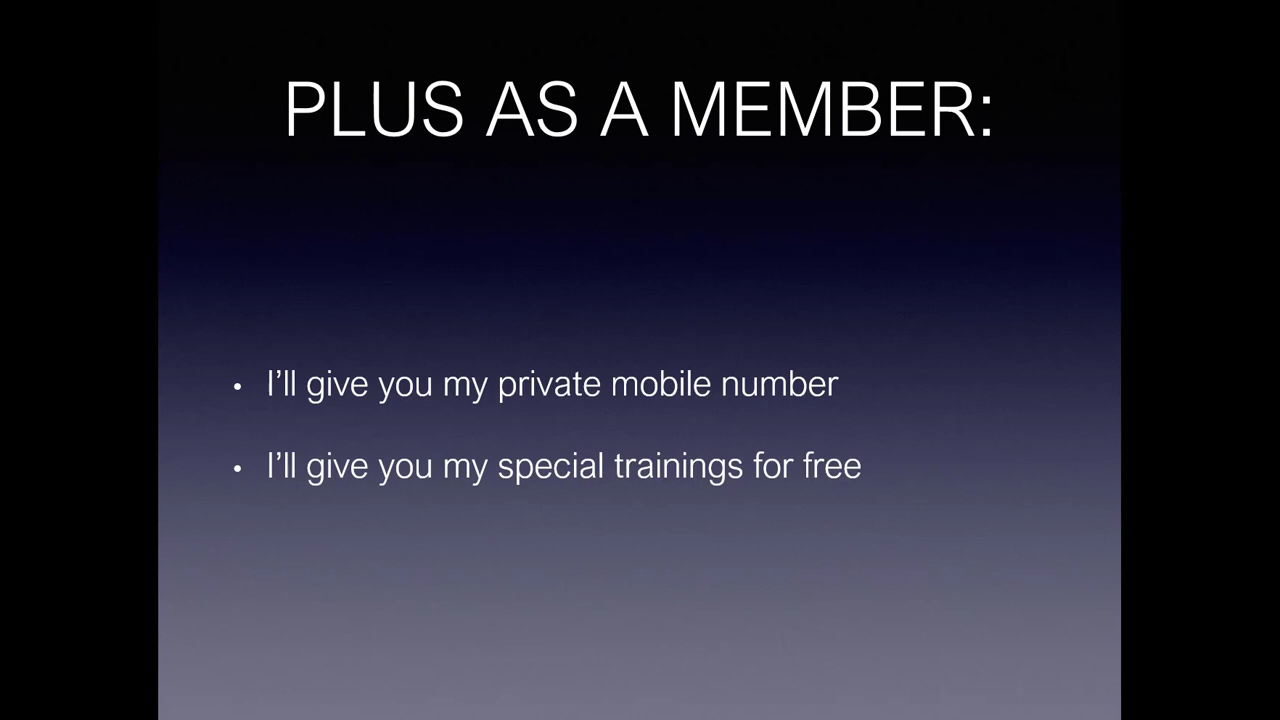 PLUS AS A MEMBER:
• I'll give you my private mobile number
• I'll give you my special trainings for free